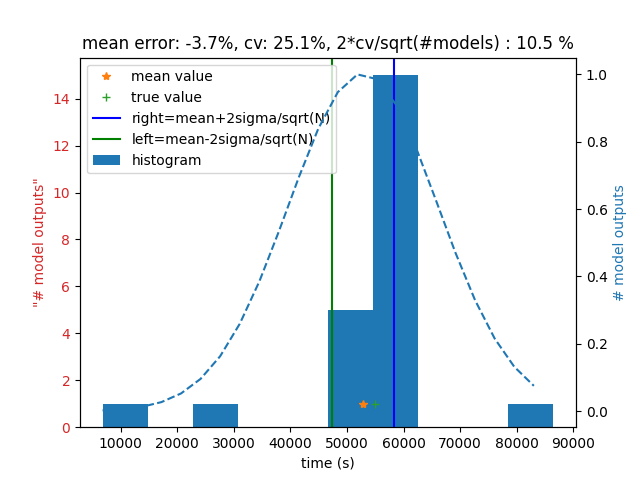 mean error: -3.7%, cv: 25.1%, 2*cv/sqrt(#models) : 10.5 %
mean value
true value
right=mean+2sigma/sqrt(N)
left=mean-2sigma/sqrt(N)
histogram
14
12
10
8
6
4
2
0
"# model outputs"
1.0
0.8
0.6
0.4
0.2
0.0
# model outputs
10000 20000 30000 40000 50000 60000 70000 80000 90000
time (s)